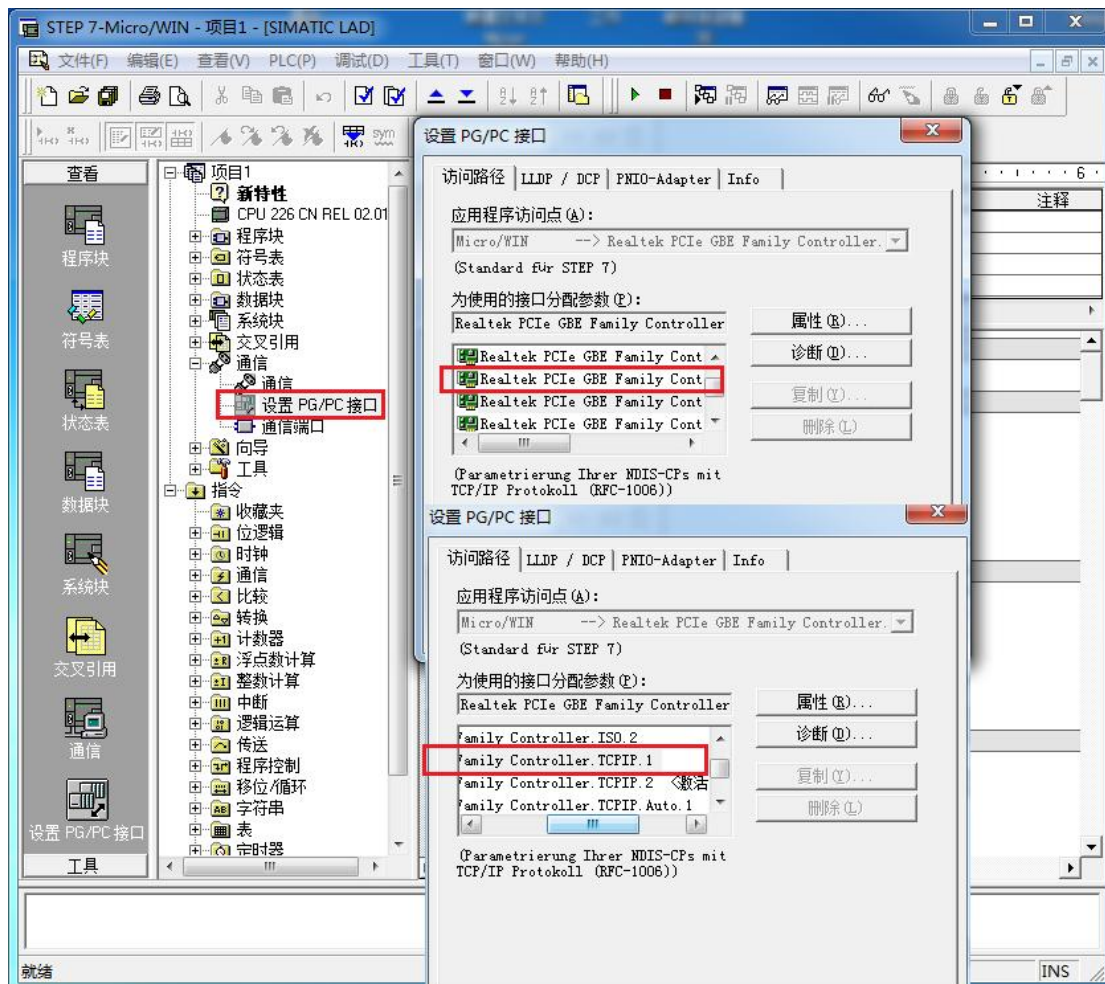 STEP 7-Micro/WIN - 项目1 - [SIMATIC LAD]
文件(F) 编辑(E) 查看(V) PLC(P) 调试(D) 工具(T) 窗口(W) 帮助(H)
sym
查看
程序块
符号表
状态表
数据块
系统块
交叉引用
通信
设置 PG/PC 接口
工具
项目1
新特性
CPU 226 CN REL 02.01
程序块
符号表
状态表
数据块
系统块
交叉引用
通信
通信
设置 PG/PC 接口
通信端口
向导
工具
指令
收藏夹
位逻辑
时钟
通信
比较
转换
计数器
浮点数计算
整数计算
中断
逻辑运算
传送
程序控制
移位/循环
字符串
表
定时器
设置 PG/PC 接口
访问路径 LLDP / DCP PNIO-Adapter Info
应用程序访问点(A):
Micro/WIN --> Realtek PCIe GBE Family Controller.
(Standard für STEP 7)
为使用的接口分配参数(P):
Realtek PCIe GBE Family Controller
属性(R)...
Realtek PCIe GBE Family Cont
诊断(D)...
Realtek PCIe GBE Family Cont
Realtek PCIe GBE Family Cont
复制(Y)...
Realtek PCIe GBE Family Cont
删除(L)
(Parametrierung Ihrer NDIS-CPs mit
TCP/IP Protokoll (RFC-1006))
设置 PG/PC 接口
访问路径 LLDP / DCP PNIO-Adapter Info
应用程序访问点(A):
Micro/WIN --> Realtek PCIe GBE Family Controller.
(Standard für STEP 7)
为使用的接口分配参数(P):
Realtek PCIe GBE Family Controller
属性(R)...
Family Controller.ISO.2
诊断(D)...
Family Controller.TCPIP.1
Family Controller.TCPIP.2 <激活
复制(Y)...
Family Controller.TCPIP.Auto.1
删除(L)
(Parametrierung Ihrer NDIS-CPs mit
TCP/IP Protokoll (RFC-1006))
6
注释
就绪
INS